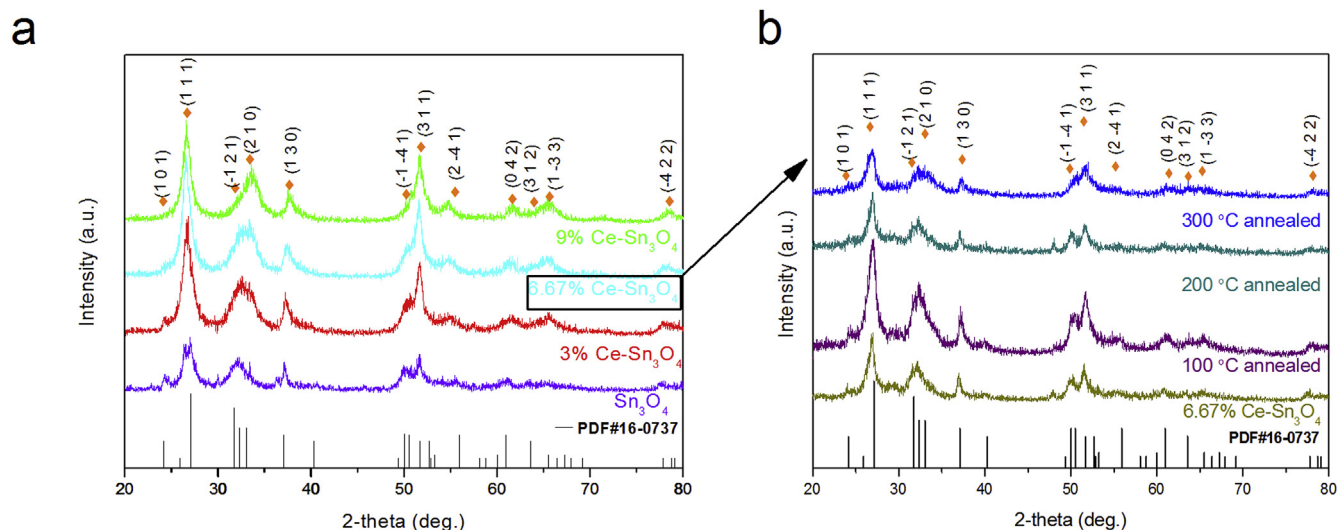 a
(1 0 1)
(1 1 1)
(-1 2 1)
(2 1 0)
(1 3 0)
(-1 -4 1)
(3 1 1)
(2 -4 1)
(0 4 2)
(3 1 2)
(1 -3 3)
(-4 2 2)
9% Ce-Sn₃O₄
6.67% Ce-Sn₃O₄
3% Ce-Sn₃O₄
Sn₃O₄
PDF#16-0737
Intensity (a.u.)
20 30 40 50 60 70 80
2-theta (deg.)
b
(1 0 1)
(1 1 1)
(-1 2 1)
(2 1 0)
(1 3 0)
(-1 -4 1)
(3 1 1)
(2 -4 1)
(0 4 2)
(3 1 2)
(1 -3 3)
(-4 2 2)
300 °C annealed
200 °C annealed
100 °C annealed
6.67% Ce-Sn₃O₄
PDF#16-0737
Intensity (a.u.)
20 30 40 50 60 70 80
2-theta (deg.)